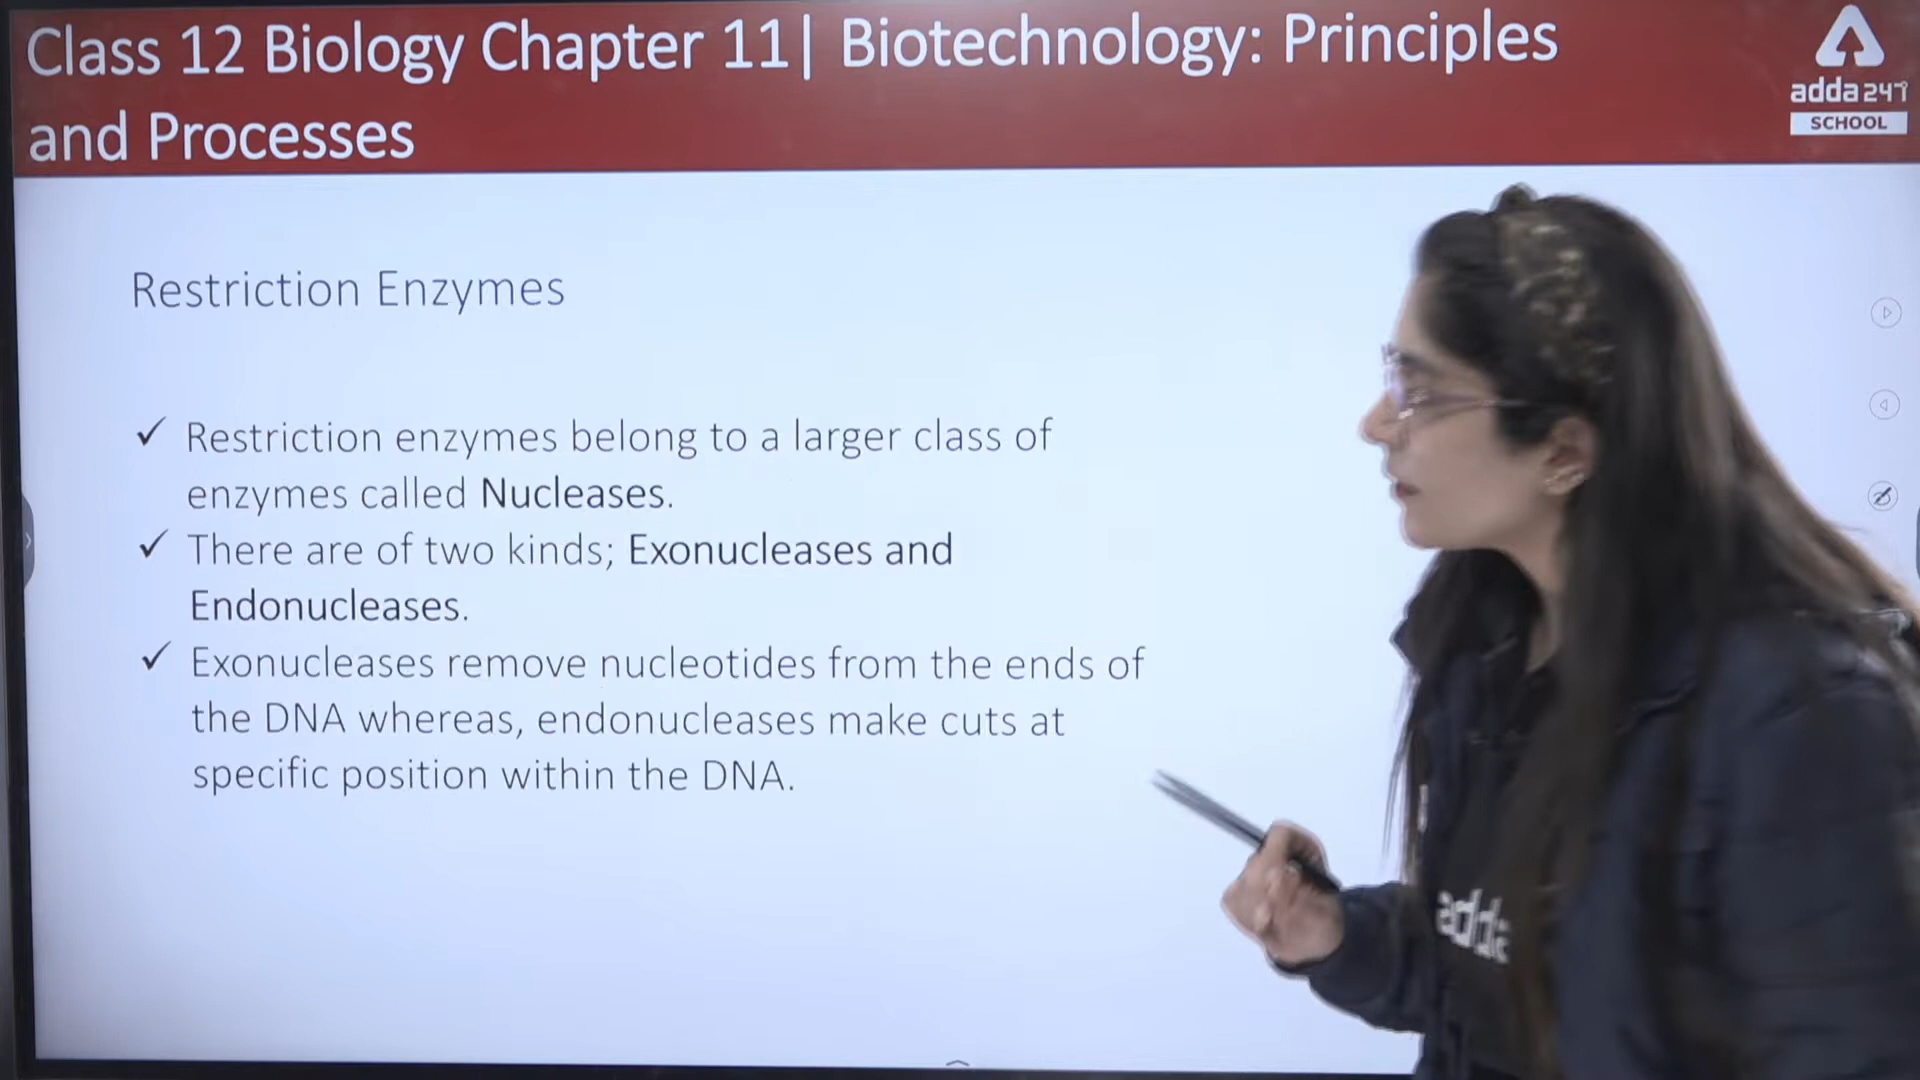 Class 12 Biology Chapter 11| Biotechnology: Principles
and Processes
adda247
SCHOOL
Restriction Enzymes
✓ Restriction enzymes belong to a larger class of
enzymes called Nucleases.
✓ There are of two kinds; Exonucleases and
Endonucleases.
✓ Exonucleases remove nucleotides from the ends of
the DNA whereas, endonucleases make cuts at
specific position within the DNA.
adda